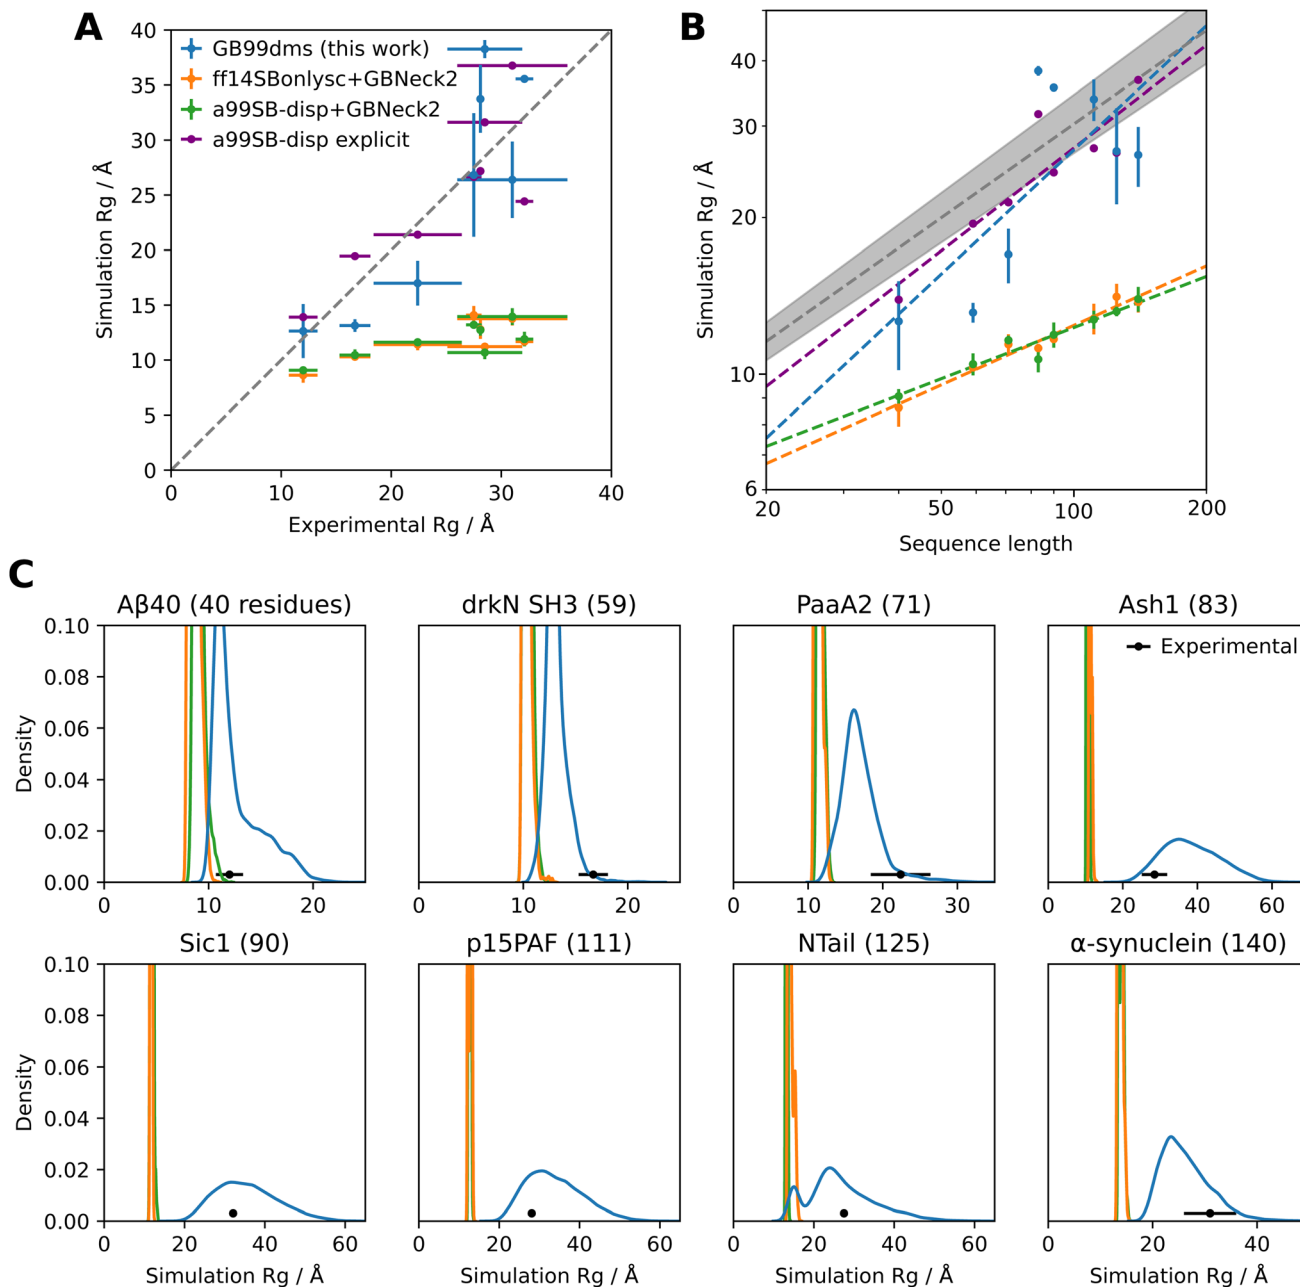 A
40
35
30
25
20
15
10
5
0
Simulation Rg / Å
GB99dms (this work)
ff14SBonlysc+GBNeck2
a99SB-disp+GBNeck2
a99SB-disp explicit
0 10 20 30 40
Experimental Rg / Å
B
40
30
20
10
6
Simulation Rg / Å
20 50 100 200
Sequence length
C
Aβ40 (40 residues)
drkN SH3 (59)
PaaA2 (71)
Ash1 (83)
Experimental
0.10
0.08
0.06
0.04
0.02
0.00
Density
0 10 20
0 10 20
0 10 20 30
0 20 40 60
Sic1 (90)
p15PAF (111)
NTail (125)
α-synuclein (140)
0.10
0.08
0.06
0.04
0.02
0.00
Density
0 20 40 60
0 20 40 60
0 20 40 60
0 20 40
Simulation Rg / Å
Simulation Rg / Å
Simulation Rg / Å
Simulation Rg / Å